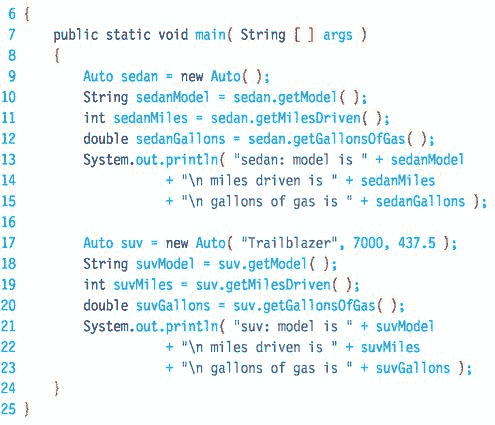 6 {
7     public static void main( String [ ] args )
8     {
9         Auto sedan = new Auto( );
10         String sedanModel = sedan.getModel( );
11         int sedanMiles = sedan.getMilesDriven( );
12         double sedanGallons = sedan.getGallonsOfGas( );
13         System.out.println( "sedan: model is " + sedanModel
14                     + "\n miles driven is " + sedanMiles
15                     + "\n gallons of gas is " + sedanGallons );
16
17         Auto suv = new Auto( "Trailblazer", 7000, 437.5 );
18         String suvModel = suv.getModel( );
19         int suvMiles = suv.getMilesDriven( );
20         double suvGallons = suv.getGallonsOfGas( );
21         System.out.println( "suv: model is " + suvModel
22                     + "\n miles driven is " + suvMiles
23                     + "\n gallons of gas is " + suvGallons );
24     }
25 }